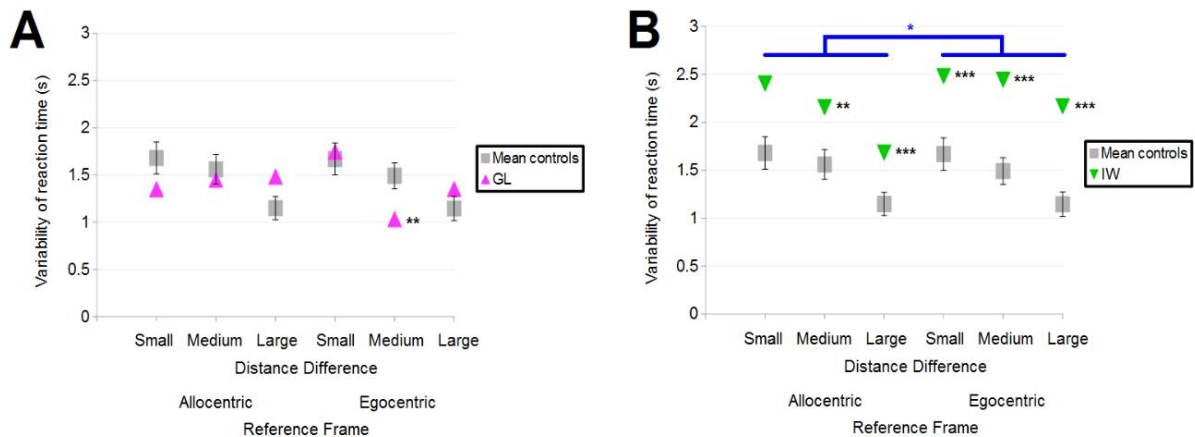 A
Variability of reaction time (s)
3
2.5
2
1.5
1
0.5
0
**
Mean controls
GL
Small Medium Large Small Medium Large
Distance Difference
Allocentric Egocentric
Reference Frame
B
Variability of reaction time (s)
3
2.5
2
1.5
1
0.5
0
*
** *** *** *** ***
Mean controls
IW
Small Medium Large Small Medium Large
Distance Difference
Allocentric Egocentric
Reference Frame